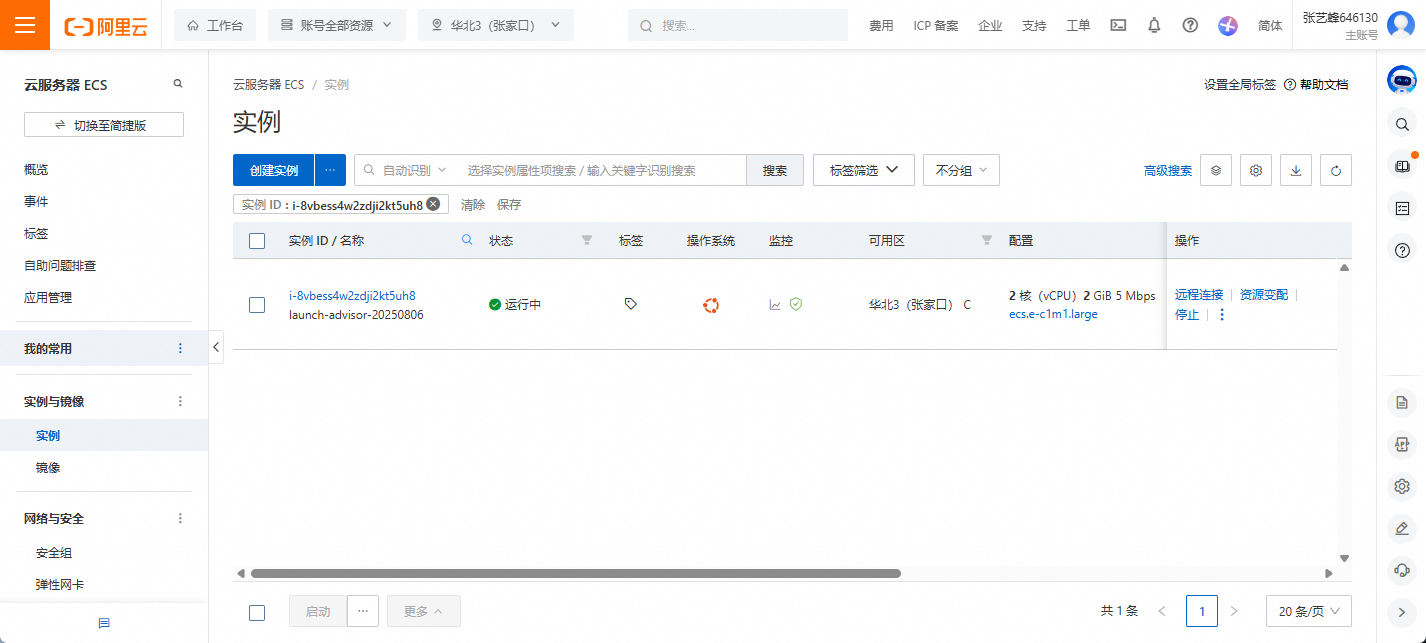 阿里云
工作台
账号全部资源
华北3（张家口）
搜索...
费用
ICP 备案
企业
支持
工单
简体
张艺蜂646130
主账号
云服务器 ECS
切换至简捷版
概览
事件
标签
自助问题排查
应用管理
我的常用
实例与镜像
实例
镜像
网络与安全
安全组
弹性网卡
云服务器 ECS / 实例
设置全局标签
帮助文档
实例
创建实例
自动识别
选择实例属性项搜索 / 输入关键字识别搜索
搜索
标签筛选
不分组
高级搜索
实例 ID : i-8vbess4w2zdji2kt5uh8
清除
保存
实例 ID / 名称
状态
标签
操作系统
监控
可用区
配置
操作
i-8vbess4w2zdji2kt5uh8
launch-advisor-20250806
运行中
华北3（张家口） C
2 核（vCPU）2 GiB 5 Mbps
ecs.e-c1m1.large
远程连接
资源变配
停止
启动
更多
共 1 条
1
20 条/页